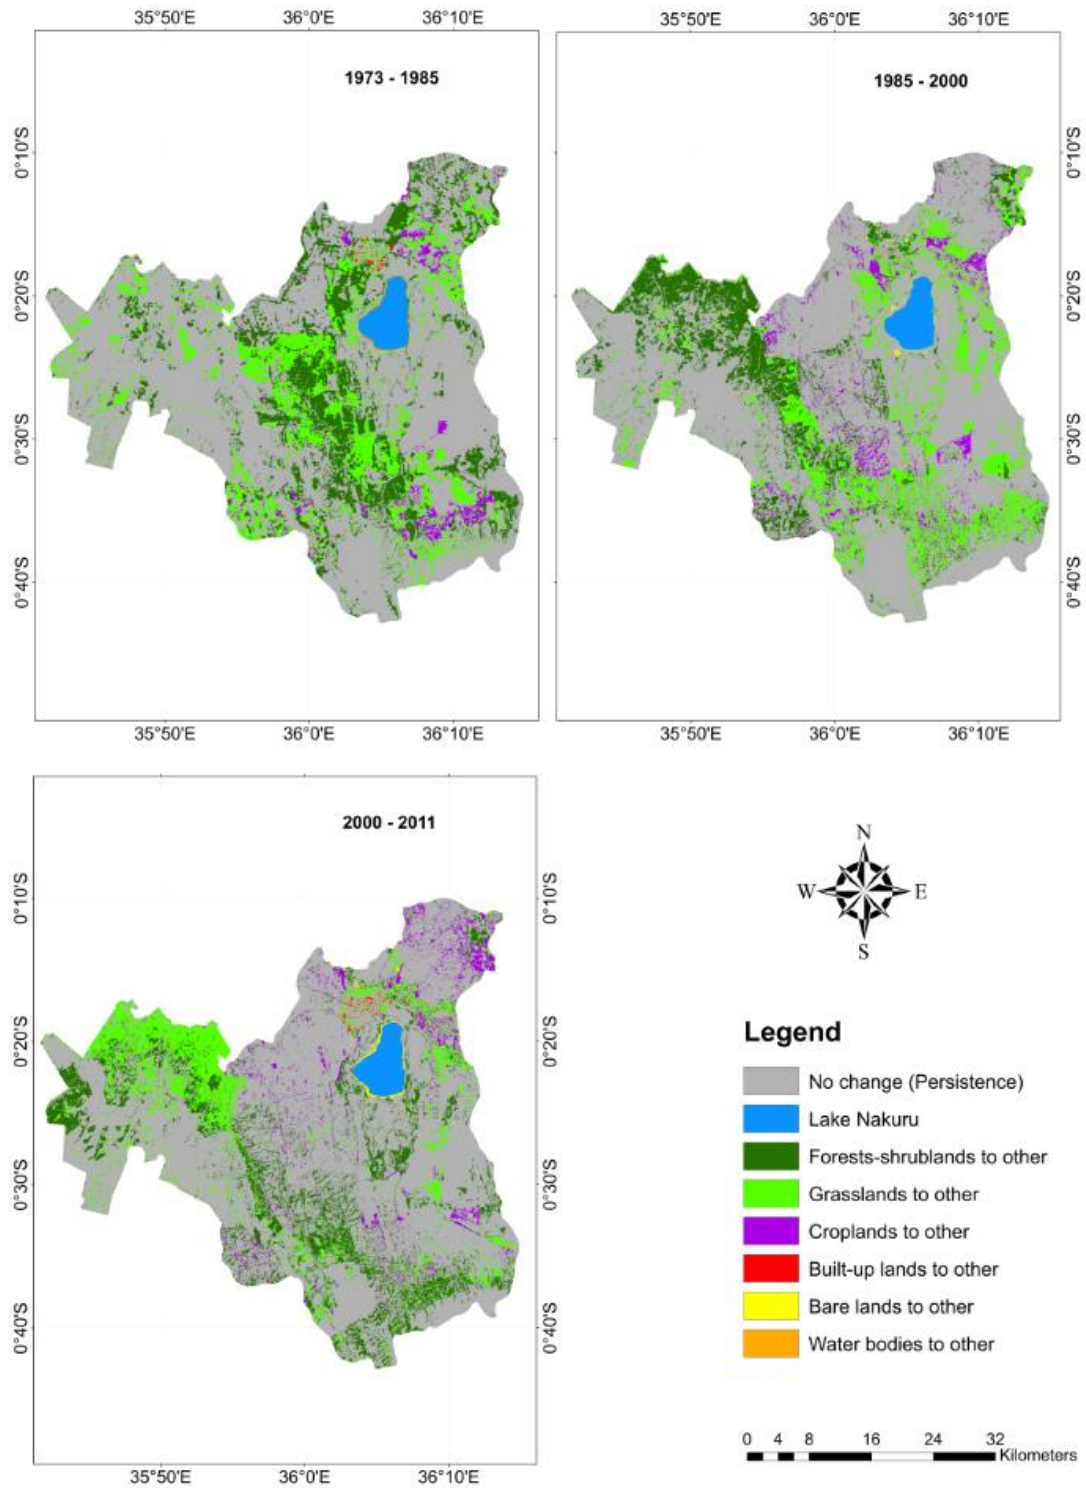 35°50'E 36°0'E 36°10'E 35°50'E 36°0'E 36°10'E
1973 - 1985
1985 - 2000
0°10'S
0°20'S
0°30'S
0°40'S
0°10'S
0°20'S
0°30'S
0°40'S
35°50'E 36°0'E 36°10'E 35°50'E 36°0'E 36°10'E
2000 - 2011
0°10'S
0°20'S
0°30'S
0°40'S
0°10'S
0°20'S
0°30'S
0°40'S
35°50'E 36°0'E 36°10'E
N
W E
S
Legend
No change (Persistence)
Lake Nakuru
Forests-shrublands to other
Grasslands to other
Croplands to other
Built-up lands to other
Bare lands to other
Water bodies to other
0 4 8 16 24 32
Kilometers